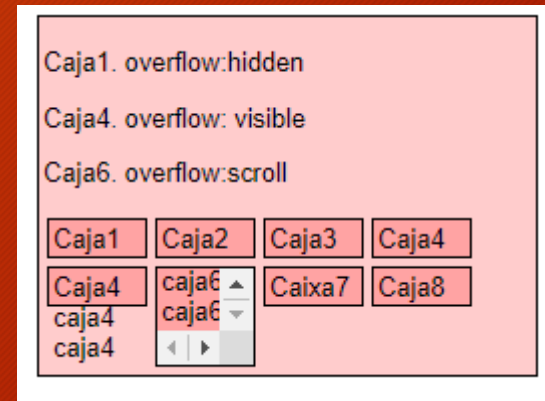 Caja1. overflow:hidden
Caja4. overflow: visible
Caja6. overflow:scroll
Caja1 Caja2 Caja3 Caja4
Caja4 caja6 Caixa7 Caja8
caja4 caja6
caja4